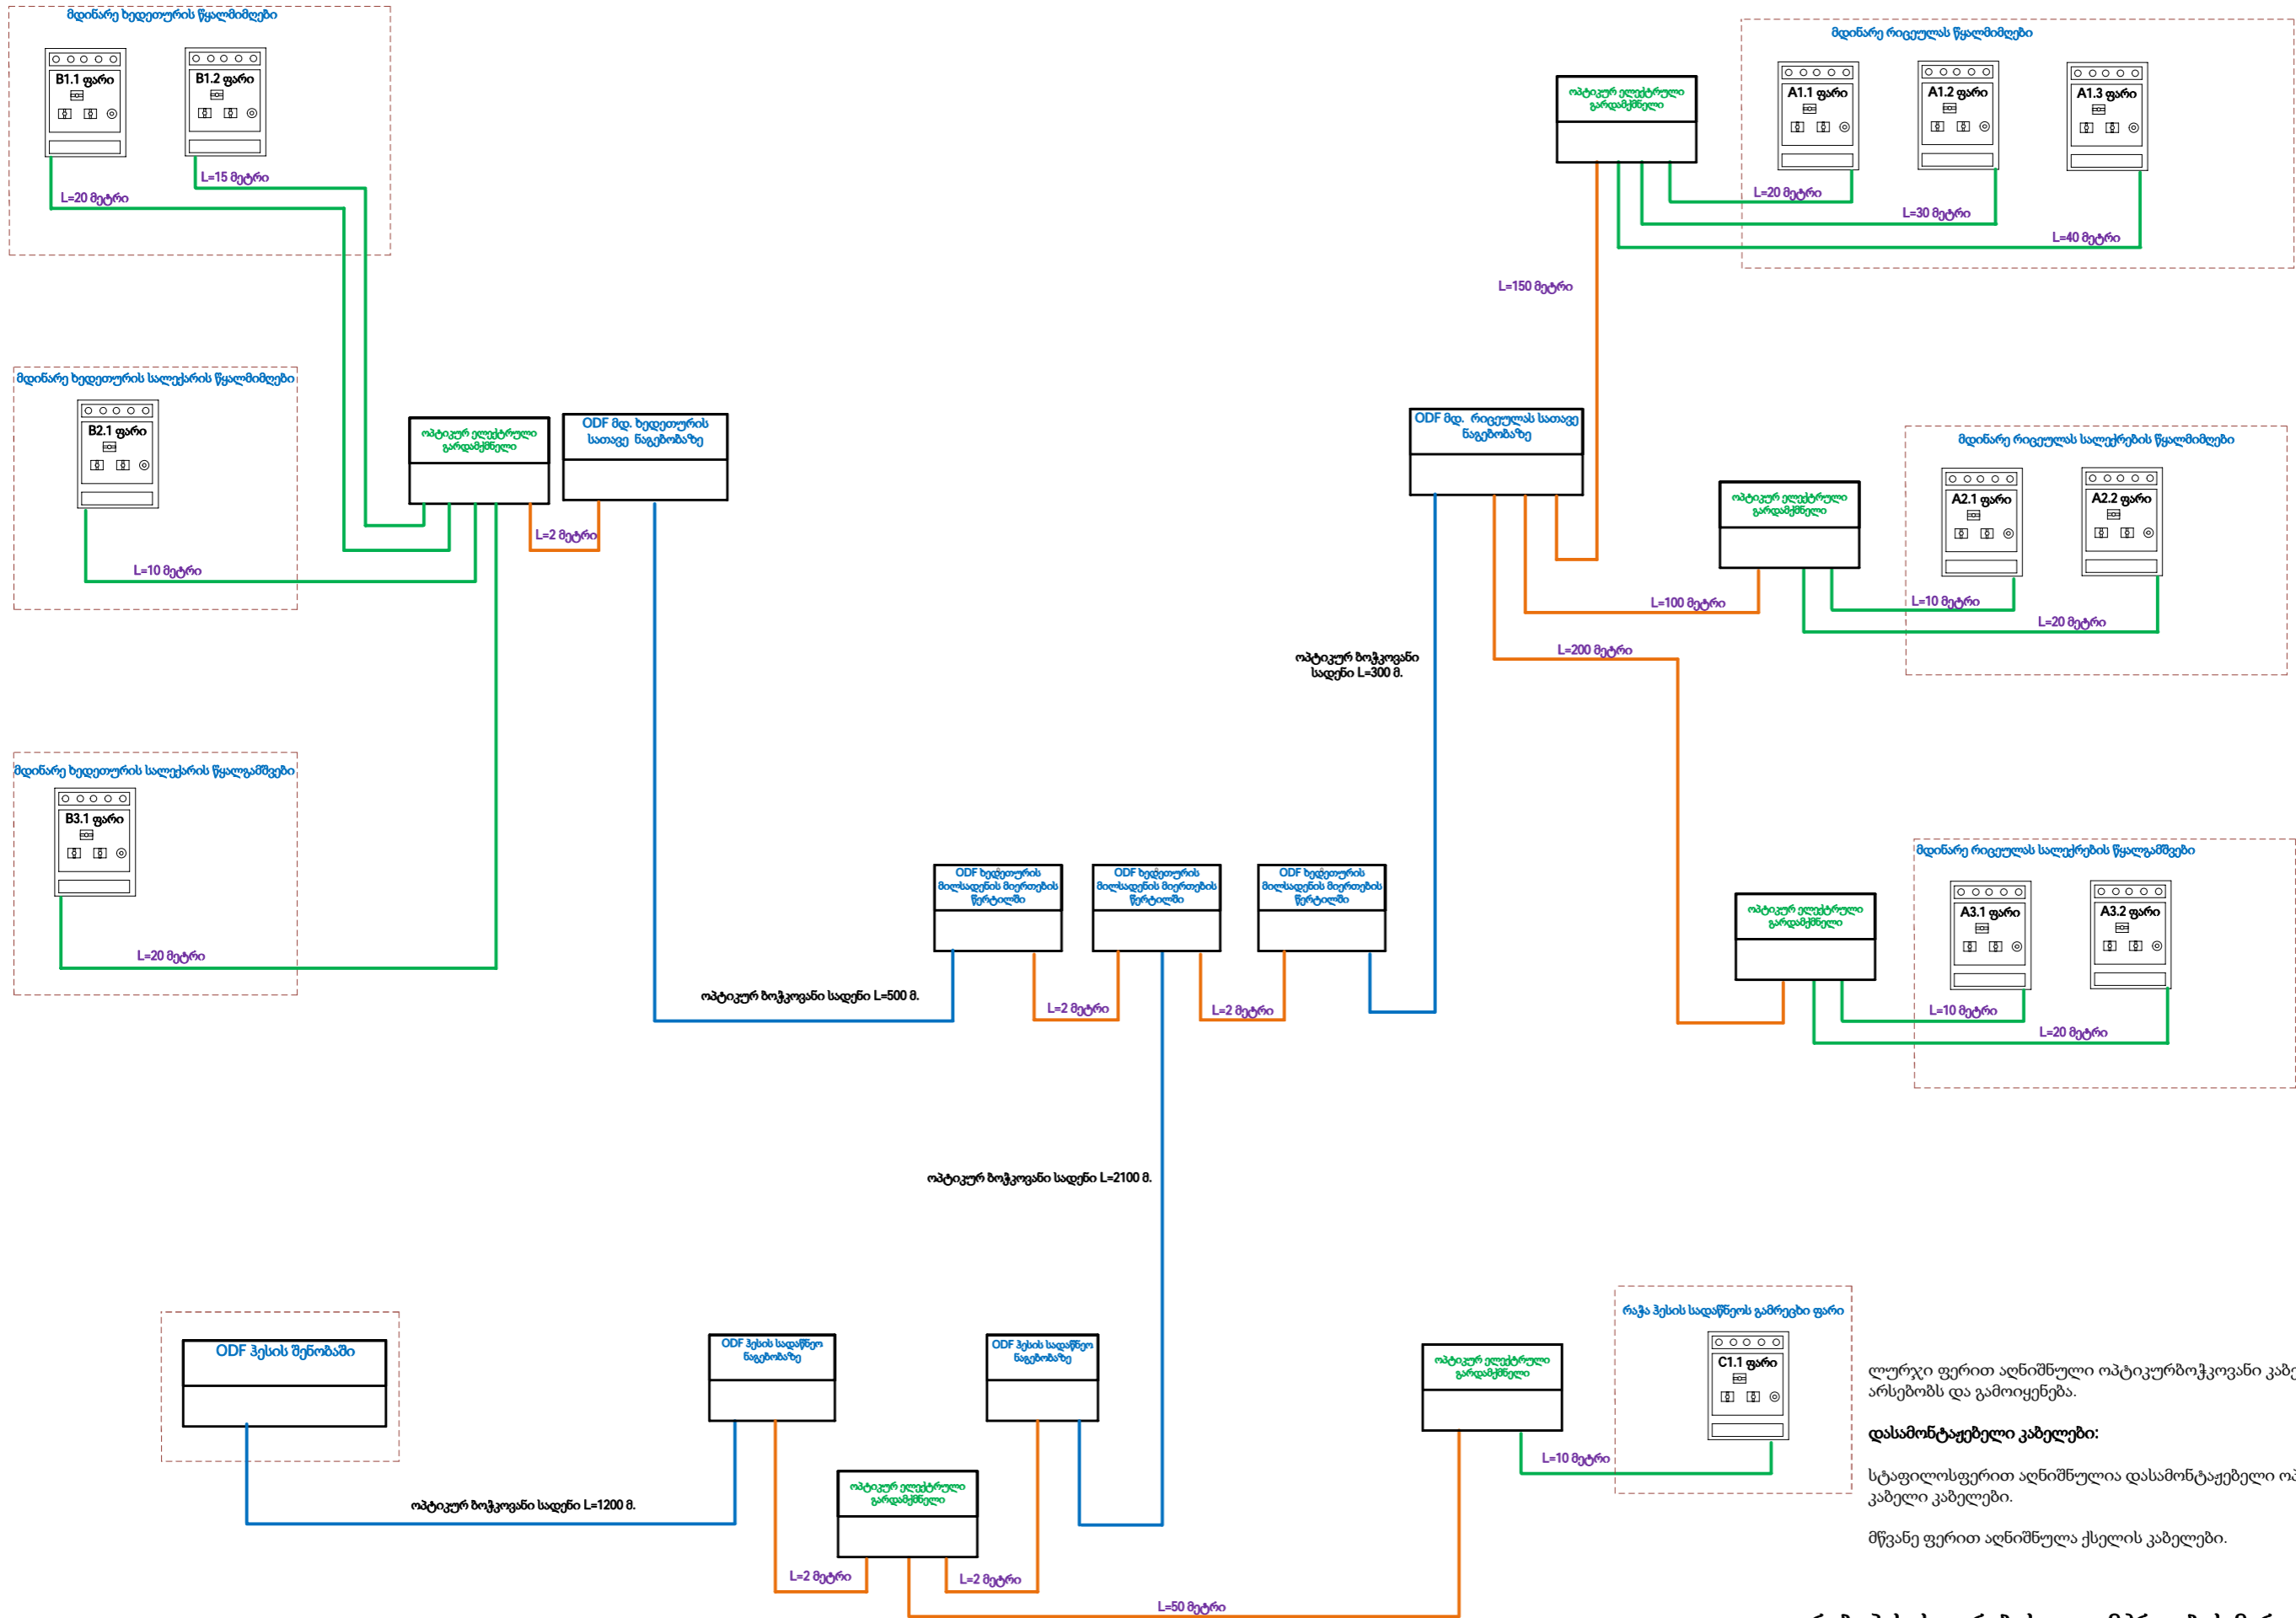 მდინარე ხედეთურის წყალმიმღები
B1.1 ფარი
B1.2 ფარი
L=15 მეტრი
L=20 მეტრი
მდინარე რიცეულას წყალმიმღები
ოპტიკურ ელექტრული
გარდამქმნელი
A1.1 ფარი
A1.2 ფარი
A1.3 ფარი
L=20 მეტრი
L=30 მეტრი
L=40 მეტრი
L=150 მეტრი
მდინარე ხედეთურის სალექარის წყალმიმღები
B2.1 ფარი
L=10 მეტრი
ოპტიკურ ელექტრული
გარდამქმნელი
ODF მდ. ხედეთურის
სათავე ნაგებობაზე
L=2 მეტრი
ODF მდ. რიცეულას სათავე
ნაგებობაზე
მდინარე რიცეულას სალექრების წყალმიმღები
ოპტიკურ ელექტრული
გარდამქმნელი
A2.1 ფარი
A2.2 ფარი
L=100 მეტრი
L=10 მეტრი
L=20 მეტრი
L=200 მეტრი
ოპტიკურ ბოჭკოვანი
სადენი L=300 მ.
მდინარე ხედეთურის სალექარის წყალგამშვები
B3.1 ფარი
L=20 მეტრი
ODF ხედეთურის
მილსადენის მიერთების
წერტილში
ODF ხედეთურის
მილსადენის მიერთების
წერტილში
ODF ხედეთურის
მილსადენის მიერთების
წერტილში
ოპტიკურ ბოჭკოვანი სადენი L=500 მ.
L=2 მეტრი
L=2 მეტრი
მდინარე რიცეულას სალექრების წყალგამშვები
ოპტიკურ ელექტრული
გარდამქმნელი
A3.1 ფარი
A3.2 ფარი
L=10 მეტრი
L=20 მეტრი
ოპტიკურ ბოჭკოვანი სადენი L=2100 მ.
ODF ჰესის შენობაში
ODF ჰესის სადაწნეო
ნაგებობაზე
ODF ჰესის სადაწნეო
ნაგებობაზე
ოპტიკურ ბოჭკოვანი სადენი L=1200 მ.
ოპტიკურ ელექტრული
გარდამქმნელი
L=2 მეტრი
L=2 მეტრი
L=50 მეტრი
ოპტიკურ ელექტრული
გარდამქმნელი
რაჭა ჰესის სადაწნეოს გამრეცხი ფარი
C1.1 ფარი
L=10 მეტრი
ლურჯი ფერით აღნიშნული ოპტიკურბოჭკოვანი
არსებობს და გამოიყენება.
დასამონტაჟებელი კაბელები:
სტაფილოსფერით აღნიშნულია დასამონტაჟებელი
კაბელი კაბელები.
მწვანე ფერით აღნიშნულა ქსელის კაბელები.